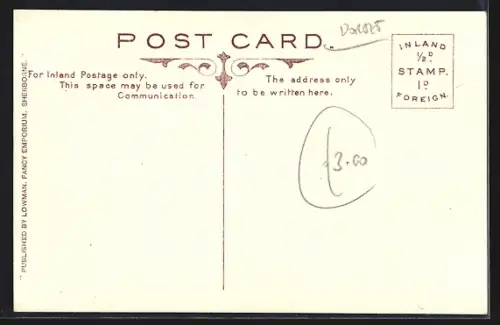 POST CARD.
DORSET
For Inland Postage only.
This space may be used for
Communication.
The address only
to be written here.
INLAND
½D
STAMP.
1D
FOREIGN.
£3.00
PUBLISHED BY LOWMAN, FANCY EMPORIUM, SHERBORNE.